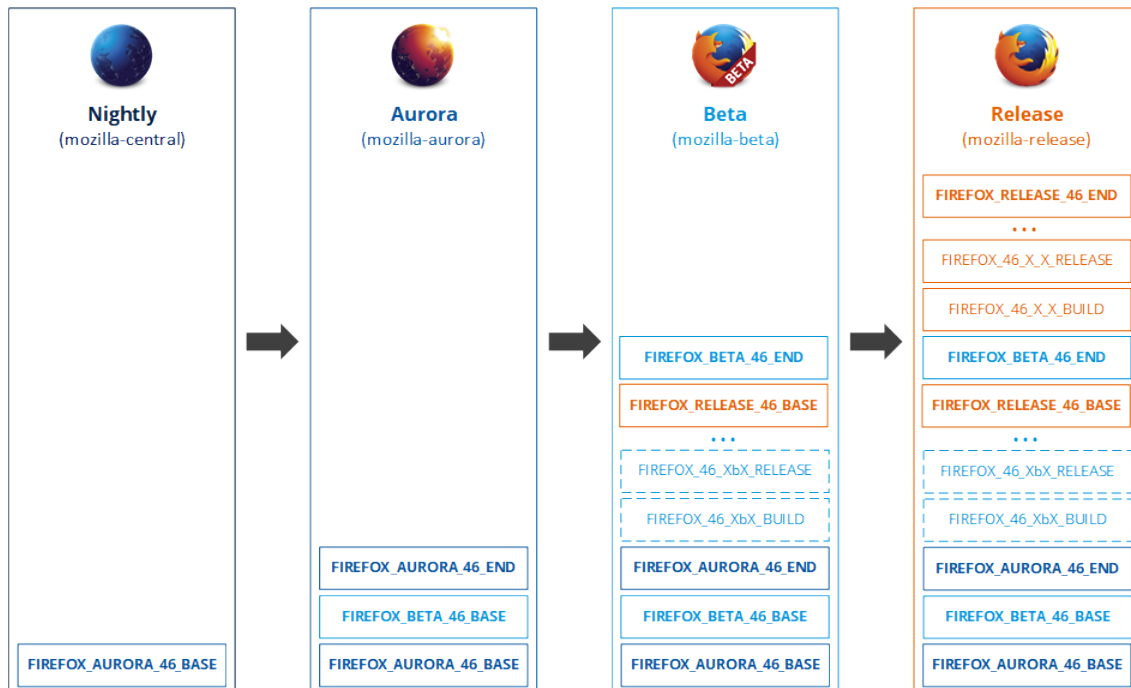 Nightly
(mozilla-central)
FIREFOX_AURORA_46_BASE
Aurora
(mozilla-aurora)
FIREFOX_AURORA_46_END
FIREFOX_BETA_46_BASE
FIREFOX_AURORA_46_BASE
BETA
Beta
(mozilla-beta)
FIREFOX_BETA_46_END
FIREFOX_RELEASE_46_BASE
...
FIREFOX_46_XbX_RELEASE
FIREFOX_46_XbX_BUILD
FIREFOX_AURORA_46_END
FIREFOX_BETA_46_BASE
FIREFOX_AURORA_46_BASE
Release
(mozilla-release)
FIREFOX_RELEASE_46_END
...
FIREFOX_46_X_X_RELEASE
FIREFOX_46_X_X_BUILD
FIREFOX_BETA_46_END
FIREFOX_RELEASE_46_BASE
...
FIREFOX_46_XbX_RELEASE
FIREFOX_46_XbX_BUILD
FIREFOX_AURORA_46_END
FIREFOX_BETA_46_BASE
FIREFOX_AURORA_46_BASE